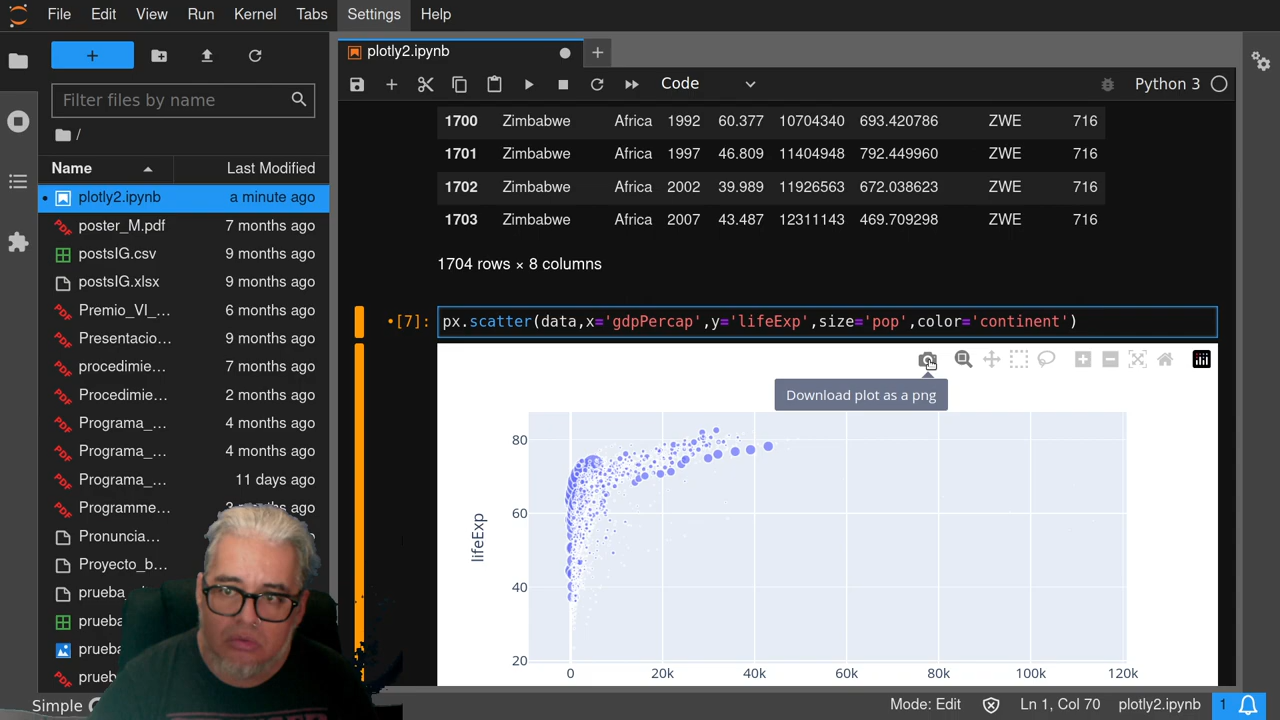 File Edit View Run Kernel Tabs Settings Help
+
Filter files by name
/
Name Last Modified
plotly2.ipynb a minute ago
poster_M.pdf 7 months ago
postsIG.csv 9 months ago
postsIG.xlsx 9 months ago
Premio_VI_... 6 months ago
Presentacio... 9 months ago
procedimie... 7 months ago
Procedimie... 2 months ago
Programa_... 4 months ago
Programa_... 4 months ago
Programa_... 11 days ago
Programme... months ago
Pronuncia...
Proyecto_b...
prueba
prueba
prueba
prueba
plotly2.ipynb
Code
Python 3
1700 Zimbabwe Africa 1992 60.377 10704340 693.420786 ZWE 716
1701 Zimbabwe Africa 1997 46.809 11404948 792.449960 ZWE 716
1702 Zimbabwe Africa 2002 39.989 11926563 672.038623 ZWE 716
1703 Zimbabwe Africa 2007 43.487 12311143 469.709298 ZWE 716
1704 rows × 8 columns
[7]: px.scatter(data,x='gdpPercap',y='lifeExp',size='pop',color='continent')
Download plot as a png
80
60
40
20
lifeExp
0 20k 40k 60k 80k 100k 120k
Simple
Mode: Edit
Ln 1, Col 70
plotly2.ipynb
1